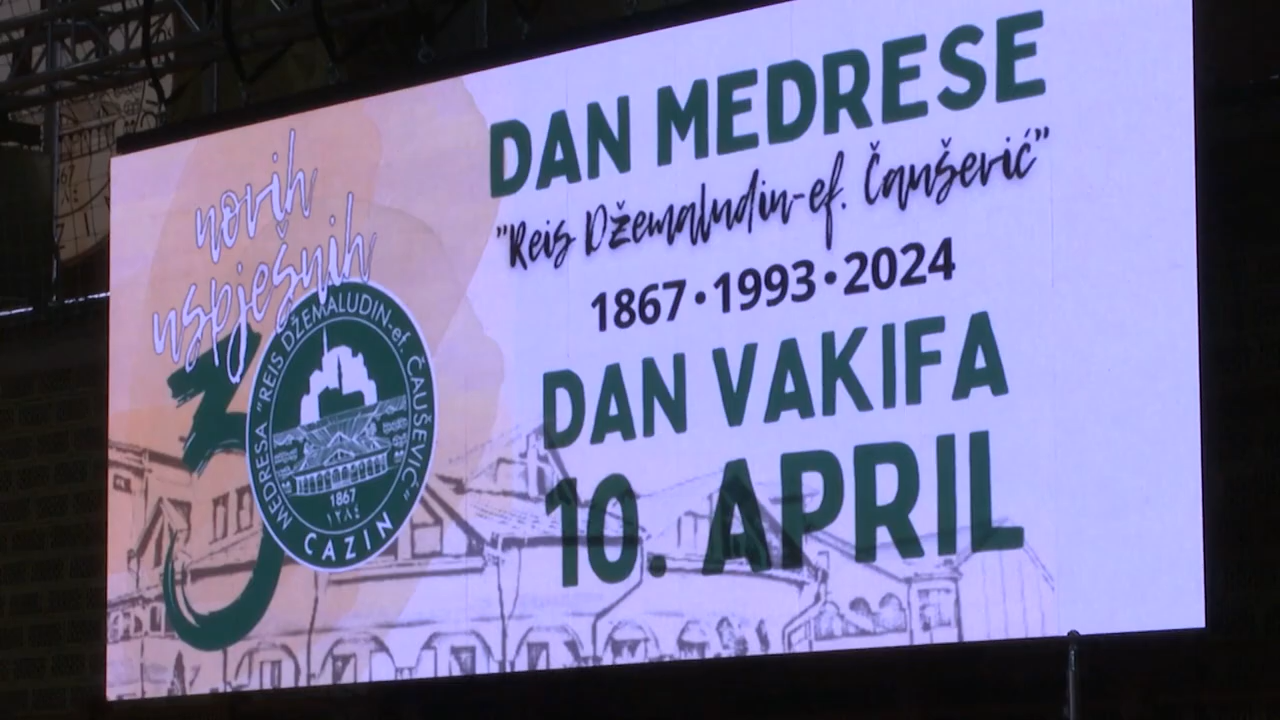 DAN MEDRESE
"Reis Džemaludin-ef. Čaušević"
1867·1993·2024
DAN VAKIFA
10. APRIL
novih
uspješnih
30
MEDRESA "REIS DŽEMALUDIN-ef. ČAUŠEVIĆ"
1867
١٢٨٤
CAZIN